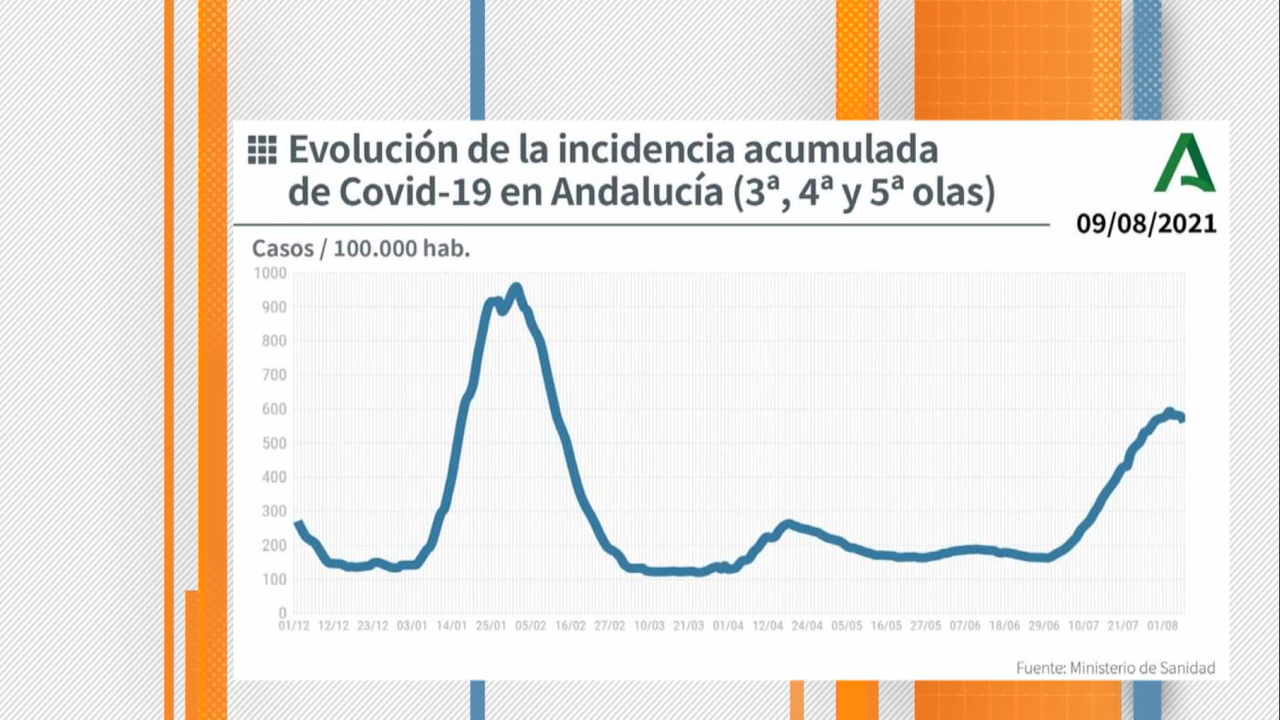 Evolución de la incidencia acumulada
de Covid-19 en Andalucía (3ª, 4ª y 5ª olas)
09/08/2021
Casos / 100.000 hab.
1000
900
800
700
600
500
400
300
200
100
0
01/12 12/12 23/12 03/01 14/01 25/01 05/02 16/02 27/02 10/03 21/03 01/04 12/04 24/04 05/05 16/05 27/05 07/06 18/06 29/06 10/07 21/07 01/08
Fuente: Ministerio de Sanidad